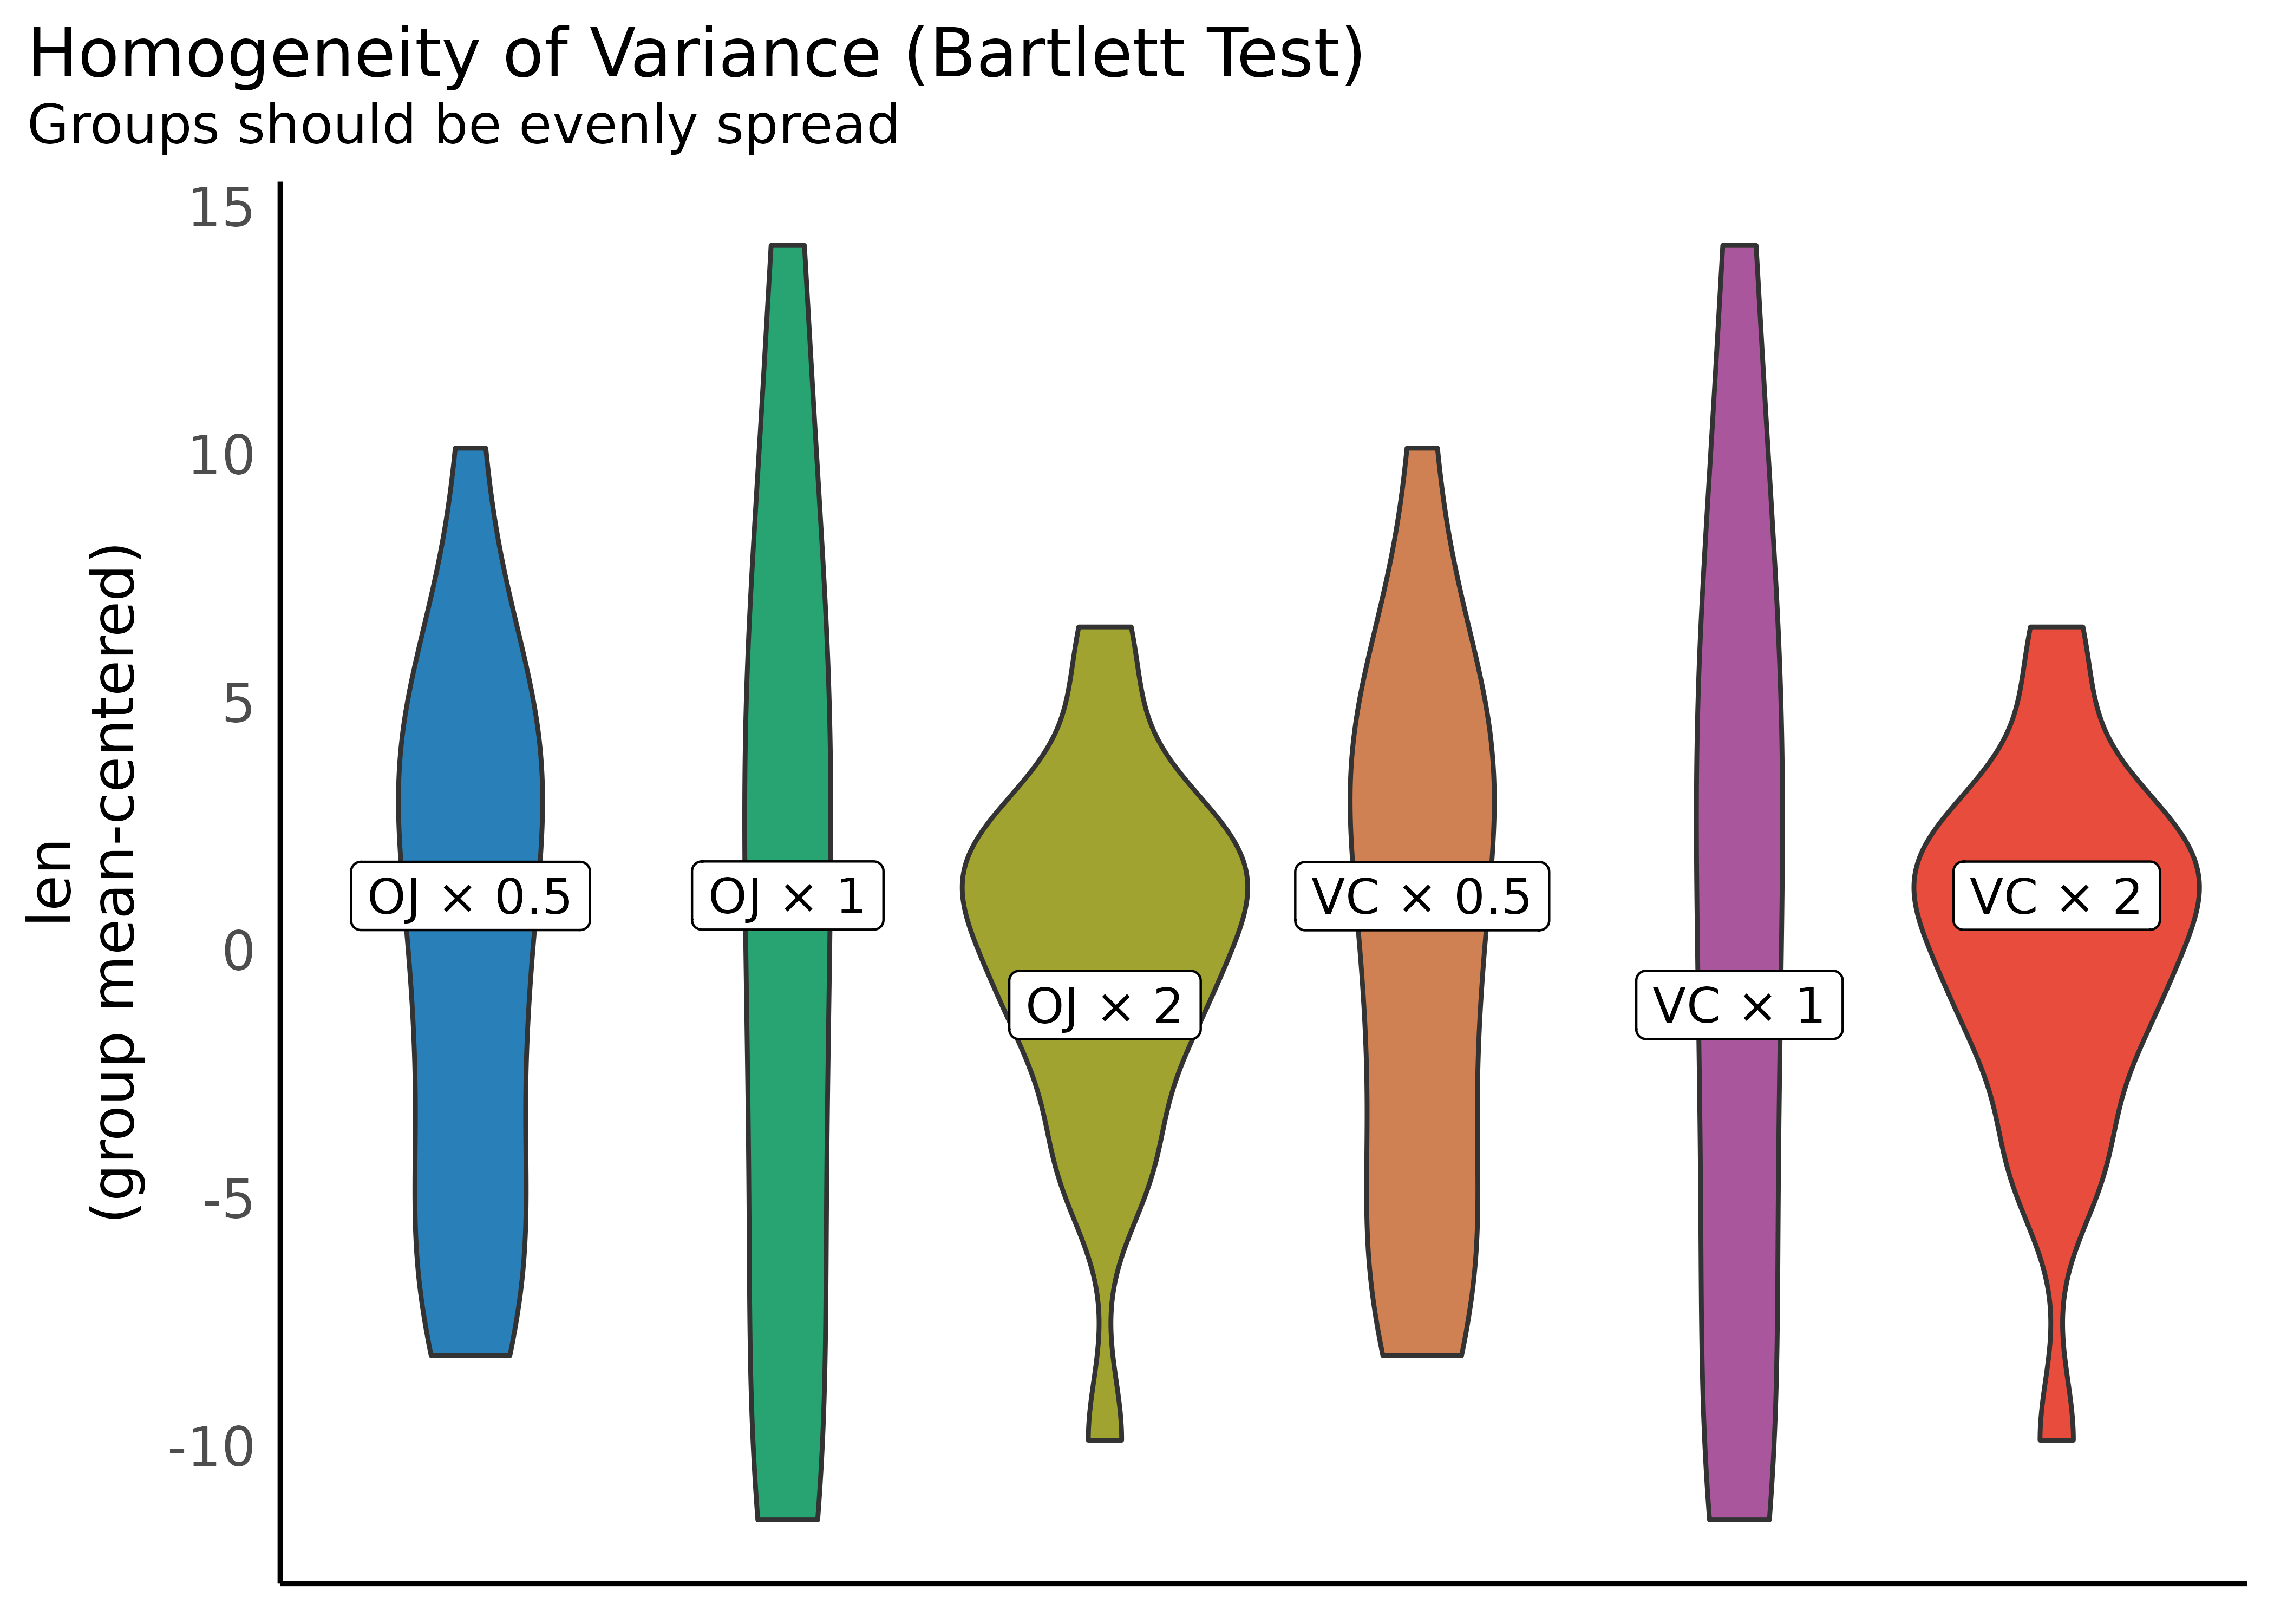 Homogeneity of Variance (Bartlett Test)
Groups should be evenly spread
len
(group mean-centered)
15
10
5
0
-5
-10
OJ × 0.5
OJ × 1
OJ × 2
VC × 0.5
VC × 1
VC × 2